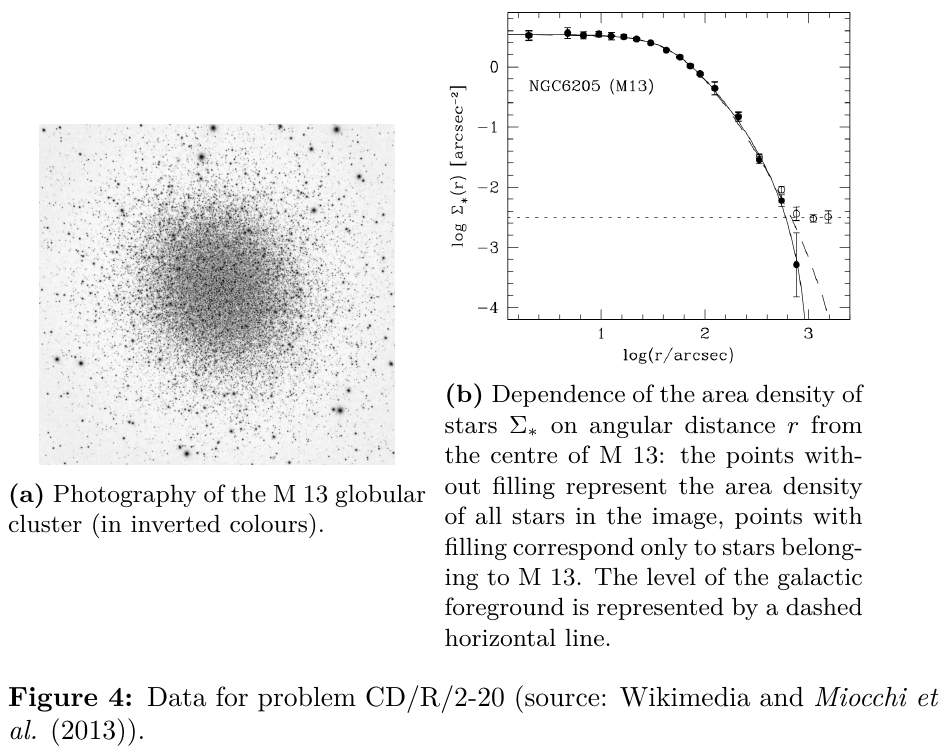 0
−1
−2
−3
−4
log Σ*(r) [arcsec⁻²]
NGC6205 (M13)
1
2
3
log(r/arcsec)
(a) Photography of the M 13 globular
cluster (in inverted colours).
(b) Dependence of the area density of
stars Σ∗ on angular distance r from
the centre of M 13: the points with-
out filling represent the area density
of all stars in the image, points with
filling correspond only to stars belong-
ing to M 13. The level of the galactic
foreground is represented by a dashed
horizontal line.
Figure 4: Data for problem CD/R/2-20 (source: Wikimedia and Miocchi et
al. (2013)).